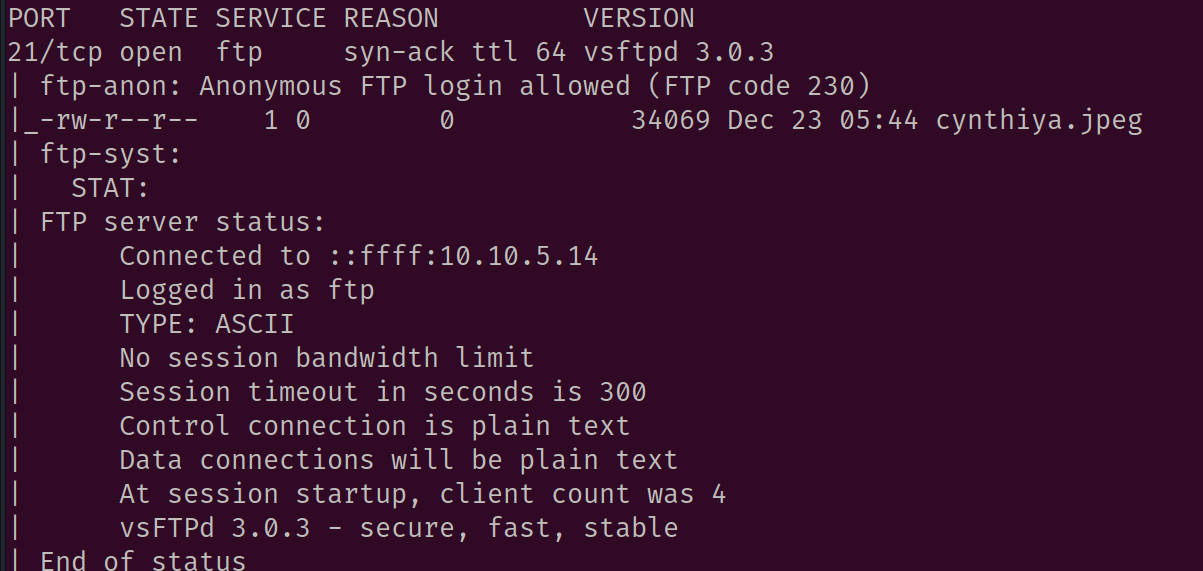 PORT   STATE SERVICE REASON         VERSION
21/tcp open  ftp     syn-ack ttl 64 vsftpd 3.0.3
| ftp-anon: Anonymous FTP login allowed (FTP code 230)
|_-rw-r--r--    1 0        0           34069 Dec 23 05:44 cynthiya.jpeg
| ftp-syst:
|   STAT:
| FTP server status:
|      Connected to ::ffff:10.10.5.14
|      Logged in as ftp
|      TYPE: ASCII
|      No session bandwidth limit
|      Session timeout in seconds is 300
|      Control connection is plain text
|      Data connections will be plain text
|      At session startup, client count was 4
|      vsFTPd 3.0.3 - secure, fast, stable
| End of status